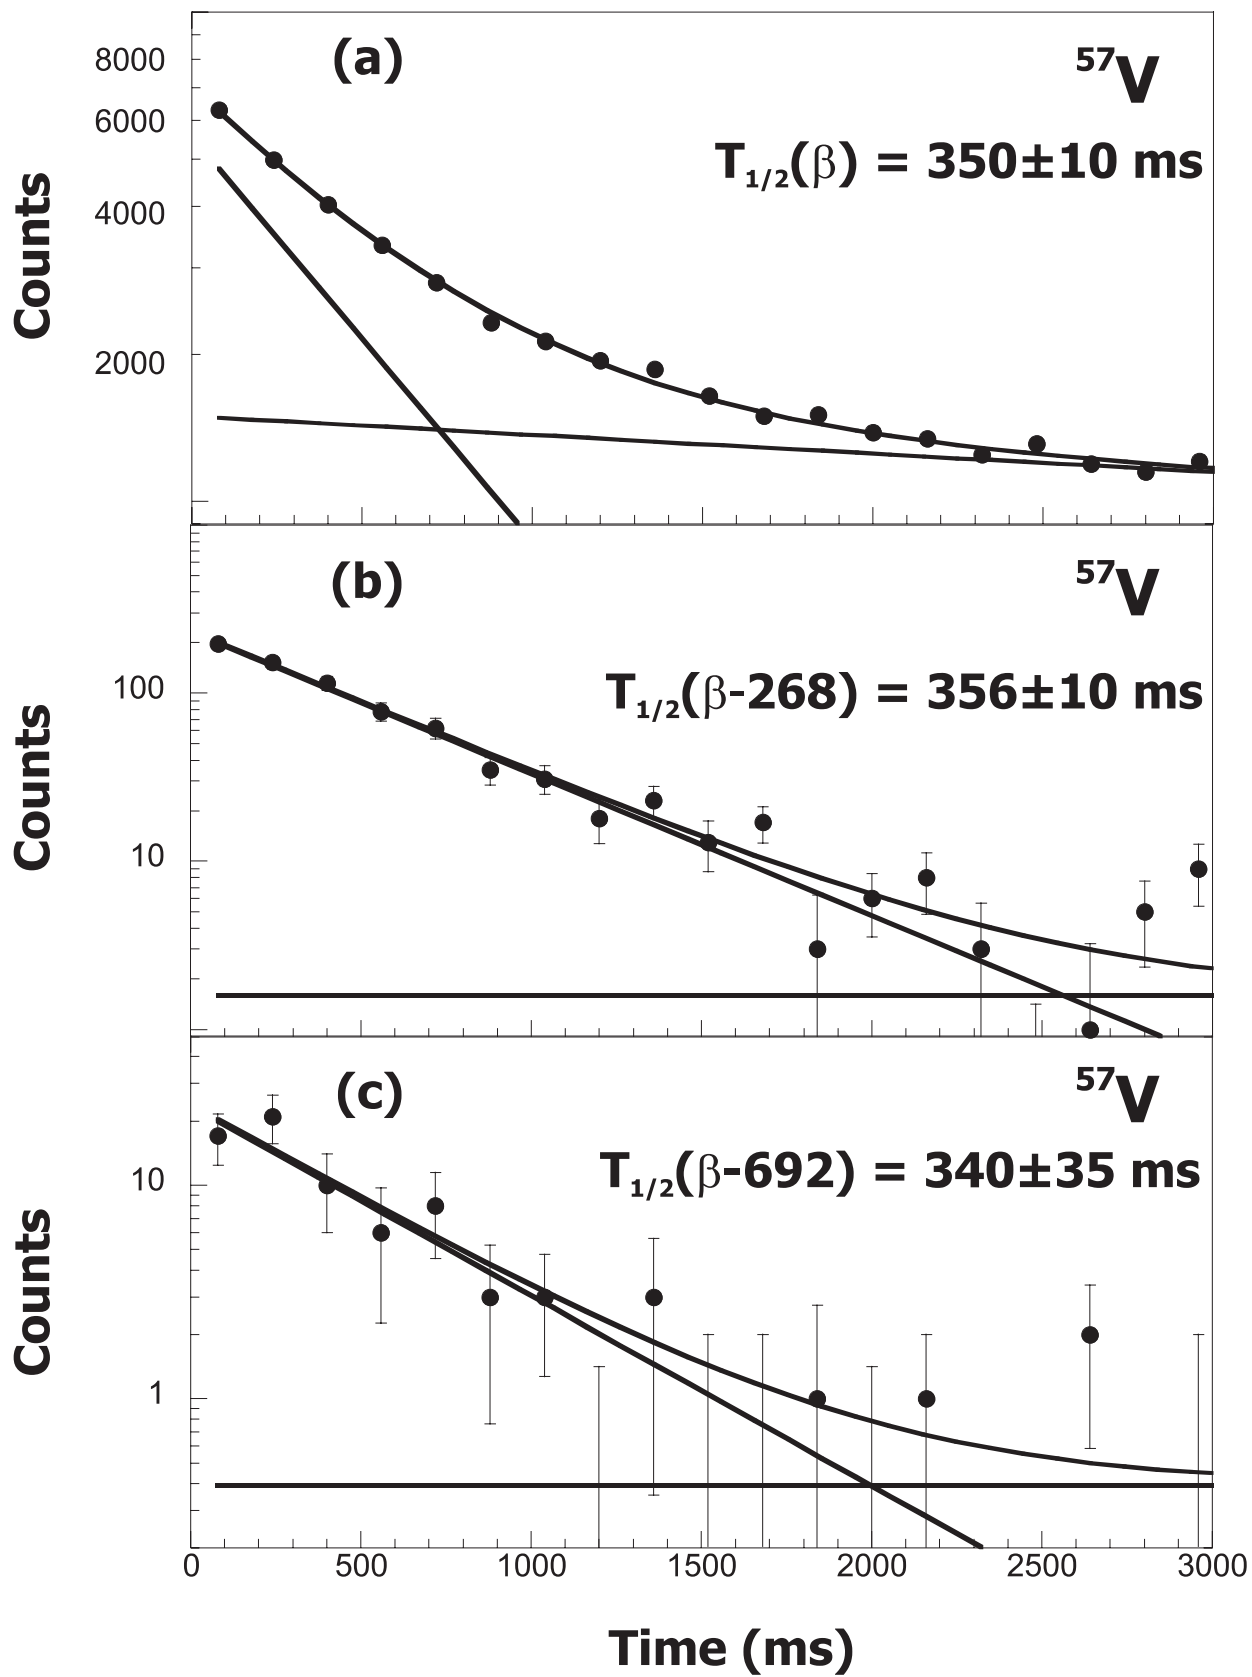 (a)
⁵⁷V
T₁/₂(β) = 350±10 ms
8000
6000
4000
2000
Counts
(b)
⁵⁷V
T₁/₂(β-268) = 356±10 ms
100
10
Counts
(c)
⁵⁷V
T₁/₂(β-692) = 340±35 ms
10
1
Counts
0 500 1000 1500 2000 2500 3000
Time (ms)